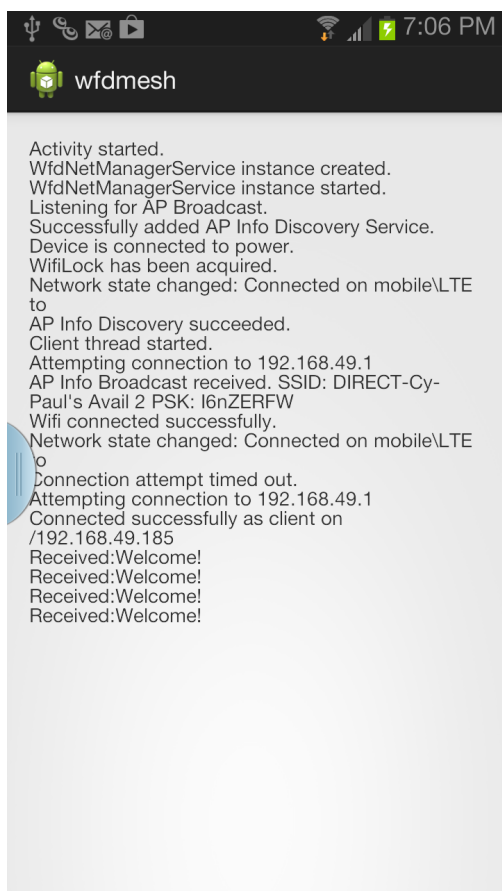 7:06 PM
wfdmesh
Activity started.
WfdNetManagerService instance created.
WfdNetManagerService instance started.
Listening for AP Broadcast.
Successfully added AP Info Discovery Service.
Device is connected to power.
WifiLock has been acquired.
Network state changed: Connected on mobile\LTE
to
AP Info Discovery succeeded.
Client thread started.
Attempting connection to 192.168.49.1
AP Info Broadcast received. SSID: DIRECT-Cy-
Paul's Avail 2 PSK: I6nZERFW
Wifi connected successfully.
Network state changed: Connected on mobile\LTE
to
Connection attempt timed out.
Attempting connection to 192.168.49.1
Connected successfully as client on
/192.168.49.185
Received:Welcome!
Received:Welcome!
Received:Welcome!
Received:Welcome!